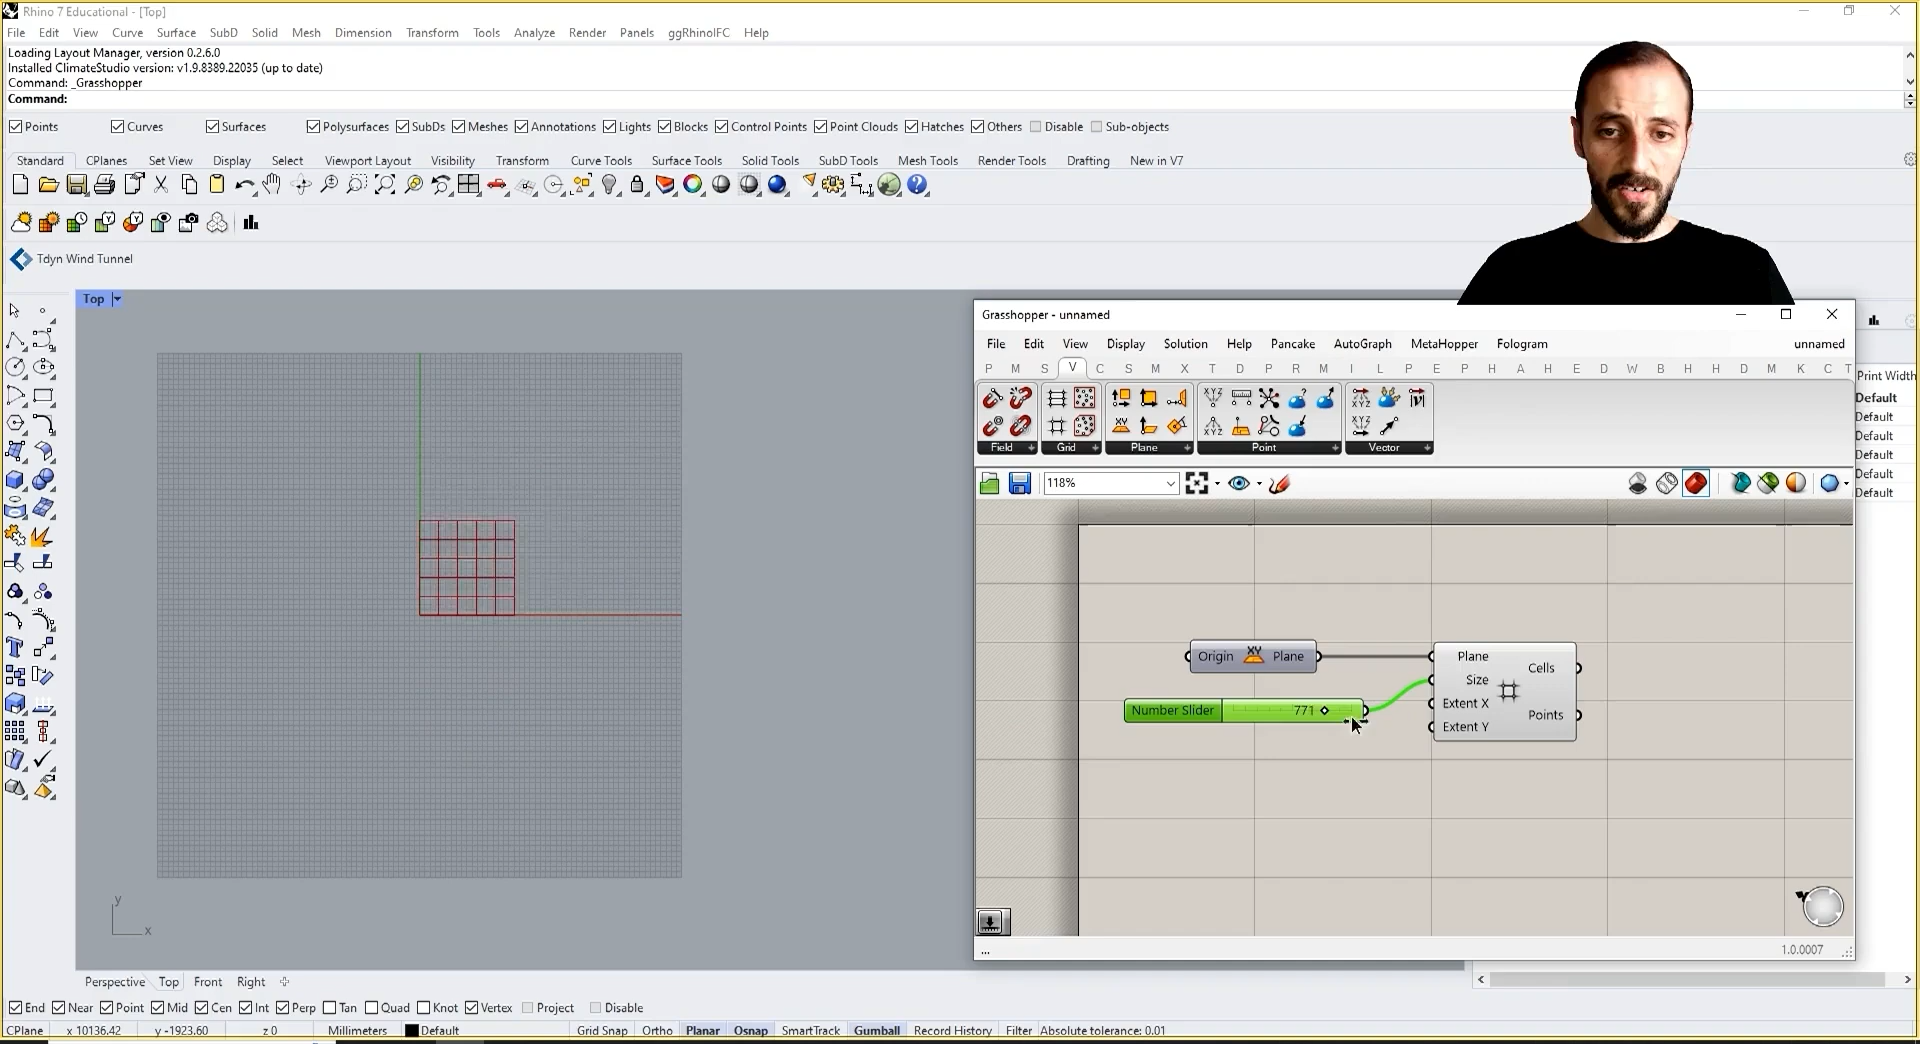 Rhino 7 Educational - [Top]
File Edit View Curve Surface SubD Solid Mesh Dimension Transform Tools Analyze Render Panels ggRhinoIFC Help
Loading Layout Manager, version 0.2.6.0
Installed ClimateStudio version: v1.9.8389.22035 (up to date)
Command: _Grasshopper
Command:
Points Curves Surfaces Polysurfaces SubDs Meshes Annotations Lights Blocks Control Points Point Clouds Hatches Others Disable Sub-objects
Standard CPlanes Set View Display Select Viewport Layout Visibility Transform Curve Tools Surface Tools Solid Tools SubD Tools Mesh Tools Render Tools Drafting New in V7
Tdyn Wind Tunnel
Top
Grasshopper - unnamed
File Edit View Display Solution Help Pancake AutoGraph MetaHopper Fologram unnamed
P M S V C S M X T D P R M I L P E P H A H E D W B H H D M K C T
Print Width
Default
Default
Default
Default
Default
Default
Field Grid Plane Point Vector
118%
Origin XY Plane
Number Slider 771
Plane
Size
Extent X
Extent Y
Cells
Points
... 1.0.0007
y
x
Perspective Top Front Right
End Near Point Mid Cen Int Perp Tan Quad Knot Vertex Project Disable
CPlane x 10136.42 y -1923.60 z 0 Millimeters Default Grid Snap Ortho Planar Osnap SmartTrack Gumball Record History Filter Absolute tolerance: 0.01